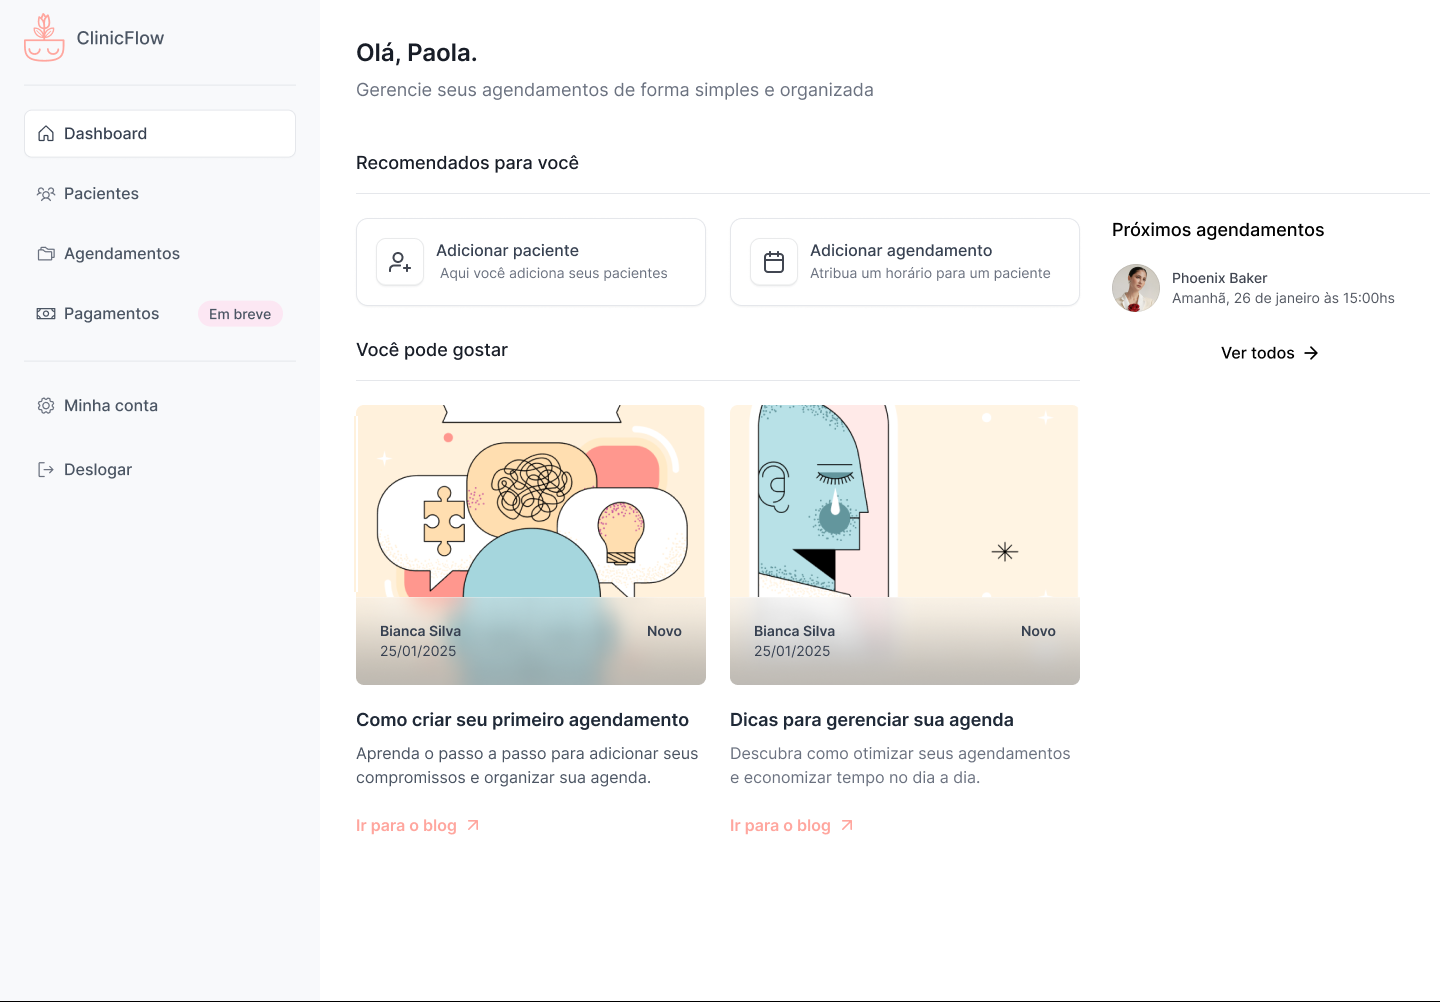 ClinicFlow
Dashboard
Pacientes
Agendamentos
Pagamentos
Em breve
Minha conta
Deslogar
Olá, Paola.
Gerencie seus agendamentos de forma simples e organizada
Recomendados para você
Adicionar paciente
Aqui você adiciona seus pacientes
Adicionar agendamento
Atribua um horário para um paciente
Você pode gostar
Bianca Silva
25/01/2025
Novo
Como criar seu primeiro agendamento
Aprenda o passo a passo para adicionar seus
compromissos e organizar sua agenda.
Ir para o blog
Bianca Silva
25/01/2025
Novo
Dicas para gerenciar sua agenda
Descubra como otimizar seus agendamentos
e economizar tempo no dia a dia.
Ir para o blog
Próximos agendamentos
Phoenix Baker
Amanhã, 26 de janeiro às 15:00hs
Ver todos